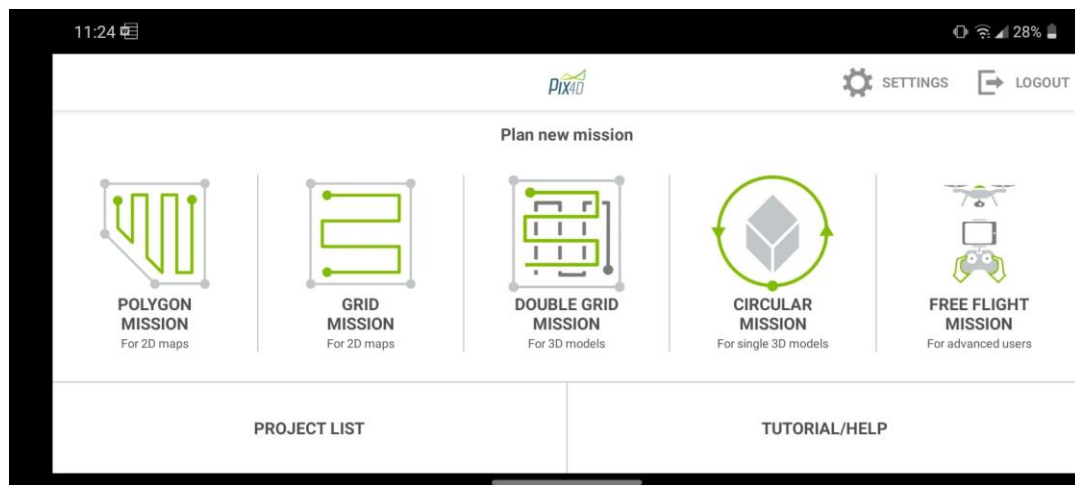 11:24
28%
PIX4D
SETTINGS
LOGOUT
Plan new mission
POLYGON
MISSION
For 2D maps
GRID
MISSION
For 2D maps
DOUBLE GRID
MISSION
For 3D models
CIRCULAR
MISSION
For single 3D models
FREE FLIGHT
MISSION
For advanced users
PROJECT LIST
TUTORIAL/HELP